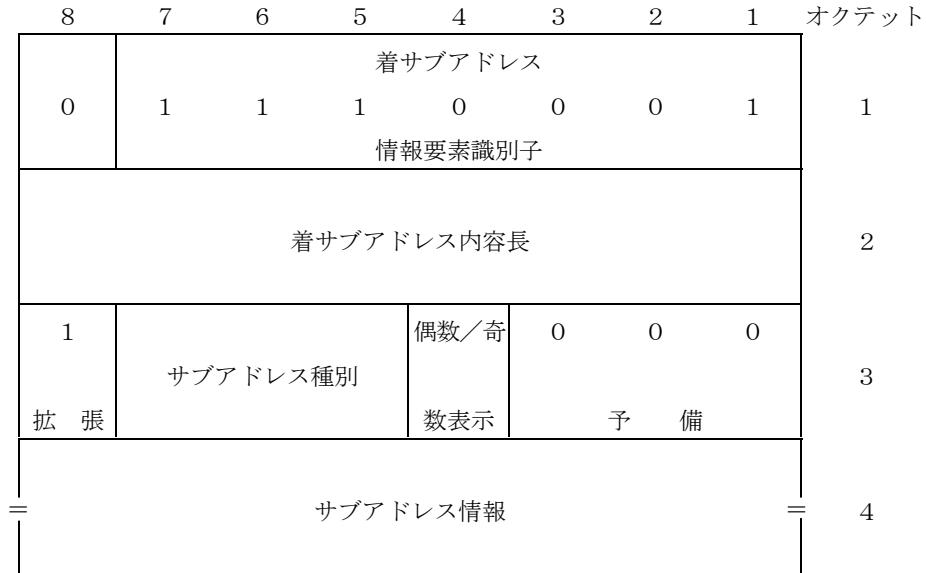 8 7 6 5 4 3 2 1 オクテット
着サブアドレス
0 1 1 1 0 0 0 1 1
情報要素識別子
着サブアドレス内容長 2
1 偶数／奇 0 0 0
サブアドレス種別 3
拡 張 数表示 予 備
＝ サブアドレス情報 ＝ 4